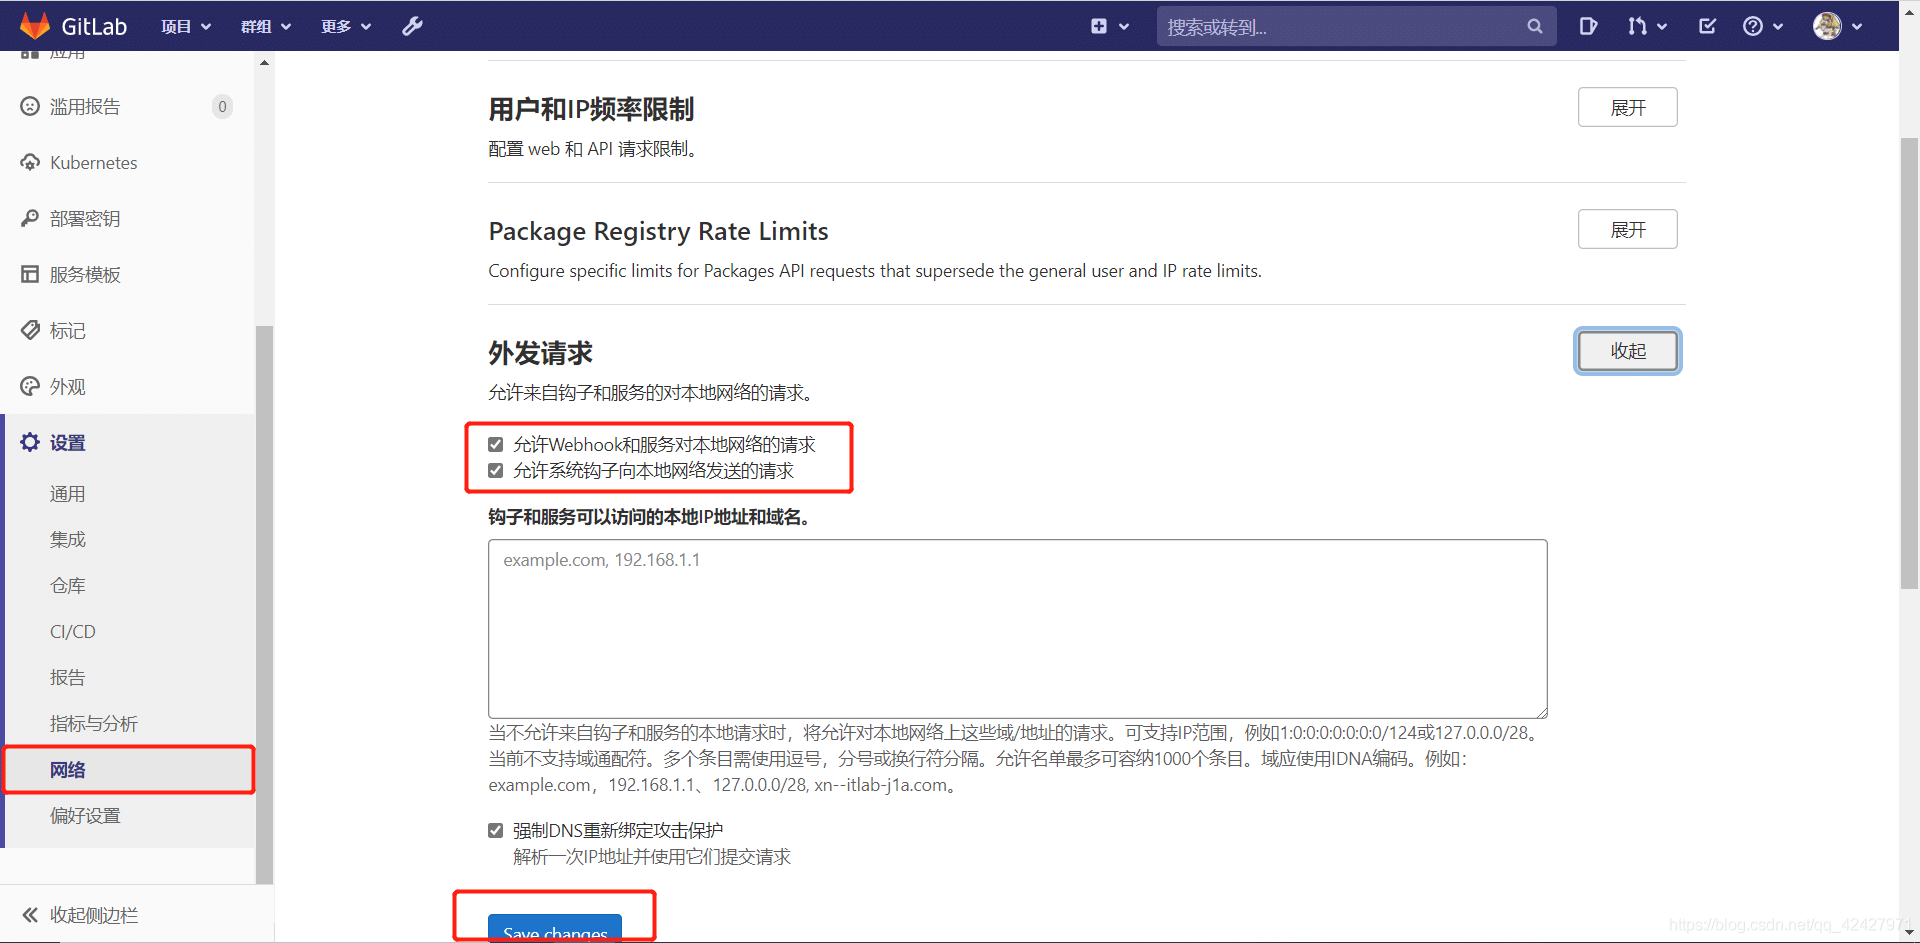 GitLab 项目 群组 更多 搜索或转到...
应用
滥用报告 0
Kubernetes
部署密钥
服务模板
标记
外观
设置
通用
集成
仓库
CI/CD
报告
指标与分析
网络
偏好设置
收起侧边栏
用户和IP频率限制
展开
配置 web 和 API 请求限制。
Package Registry Rate Limits
展开
Configure specific limits for Packages API requests that supersede the general user and IP rate limits.
外发请求
收起
允许来自钩子和服务的对本地网络的请求。
允许Webhook和服务对本地网络的请求
允许系统钩子向本地网络发送的请求
钩子和服务可以访问的本地IP地址和域名。
example.com, 192.168.1.1
当不允许来自钩子和服务的本地请求时，将允许对本地网络上这些域/地址的请求。可支持IP范围，例如1:0:0:0:0:0:0:0/124或127.0.0.0/28。
当前不支持域通配符。多个条目需使用逗号，分号或换行符分隔。允许名单最多可容纳1000个条目。域应使用IDNA编码。例如：
example.com，192.168.1.1、127.0.0.0/28, xn--itlab-j1a.com。
强制DNS重新绑定攻击保护
解析一次IP地址并使用它们提交请求
Save changes
https://blog.csdn.net/qq_42427971